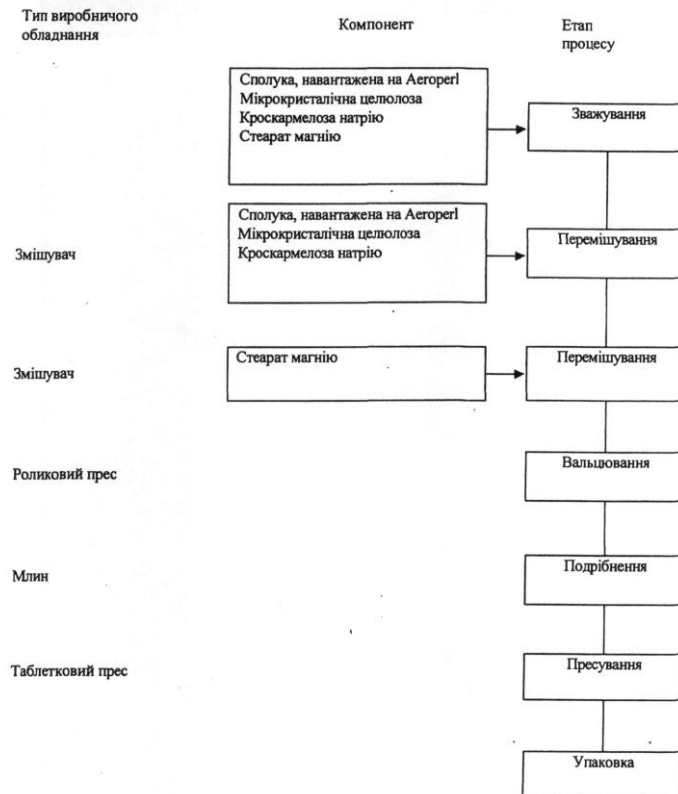 Тип виробничого
обладнання
Компонент
Етап
процесу
Сполука, навантажена на Aeroperl
Мікрокристалічна целюлоза
Кроскармелоза натрію
Стеарат магнію
Зважування
Змішувач
Сполука, навантажена на Aeroperl
Мікрокристалічна целюлоза
Кроскармелоза натрію
Перемішування
Змішувач
Стеарат магнію
Перемішування
Роликовий прес
Вальцювання
Млин
Подрібнення
Таблетковий прес
Пресування
Упаковка